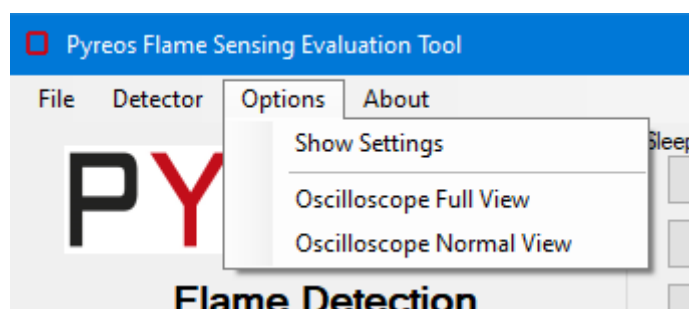 Pyreos Flame Sensing Evaluation Tool
File Detector Options About
Show Settings
Oscilloscope Full View
Oscilloscope Normal View
PY
Flame Detection